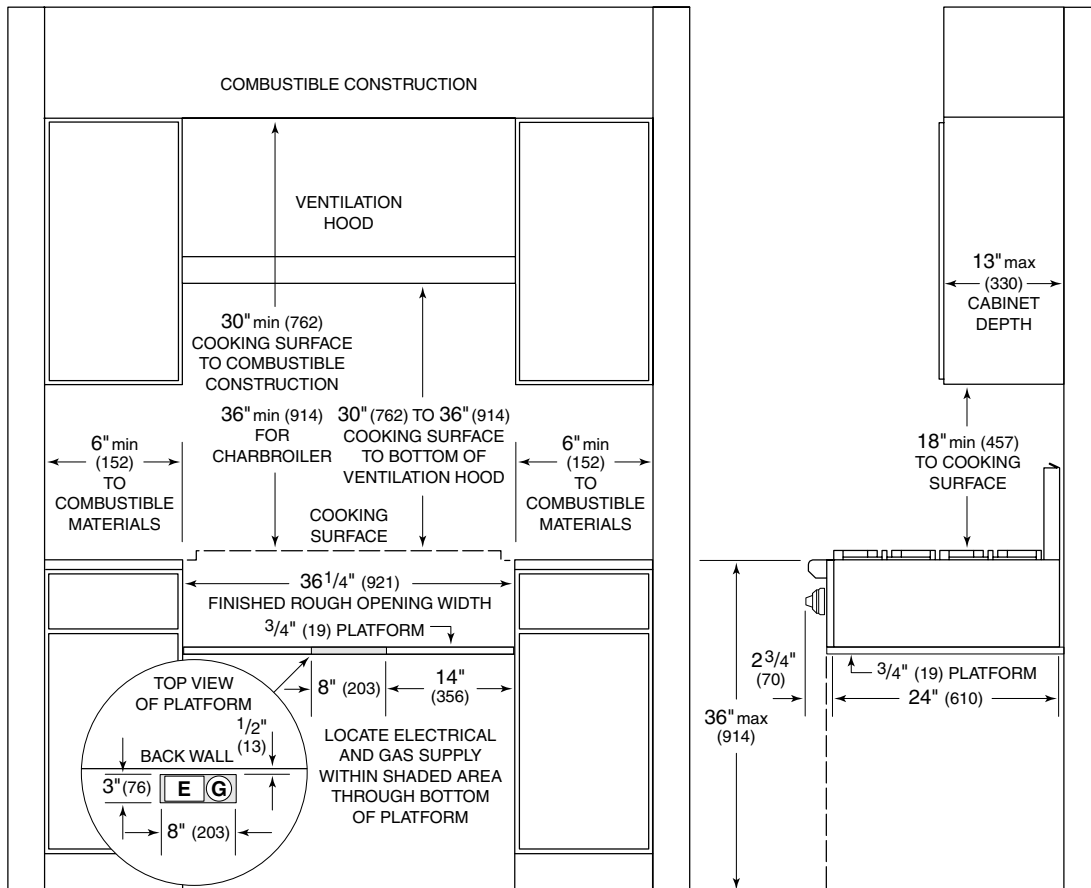 COMBUSTIBLE CONSTRUCTION
VENTILATION
HOOD
13" max
(330)
CABINET
DEPTH
30" min (762)
COOKING SURFACE
TO COMBUSTIBLE
CONSTRUCTION
36" min (914)
FOR
CHARBROILER
30" (762) TO 36" (914)
COOKING SURFACE
TO BOTTOM OF
VENTILATION HOOD
6" min
(152)
TO
COMBUSTIBLE
MATERIALS
6" min
(152)
TO
COMBUSTIBLE
MATERIALS
18" min (457)
TO COOKING
SURFACE
COOKING
SURFACE
36 1/4" (921)
FINISHED ROUGH OPENING WIDTH
3/4" (19) PLATFORM
8" (203)
14"
(356)
TOP VIEW
OF PLATFORM
1/2"
(13)
BACK WALL
3" (76)
E G
8" (203)
LOCATE ELECTRICAL
AND GAS SUPPLY
WITHIN SHADED AREA
THROUGH BOTTOM
OF PLATFORM
2 3/4"
(70)
3/4" (19) PLATFORM
24" (610)
36" max
(914)